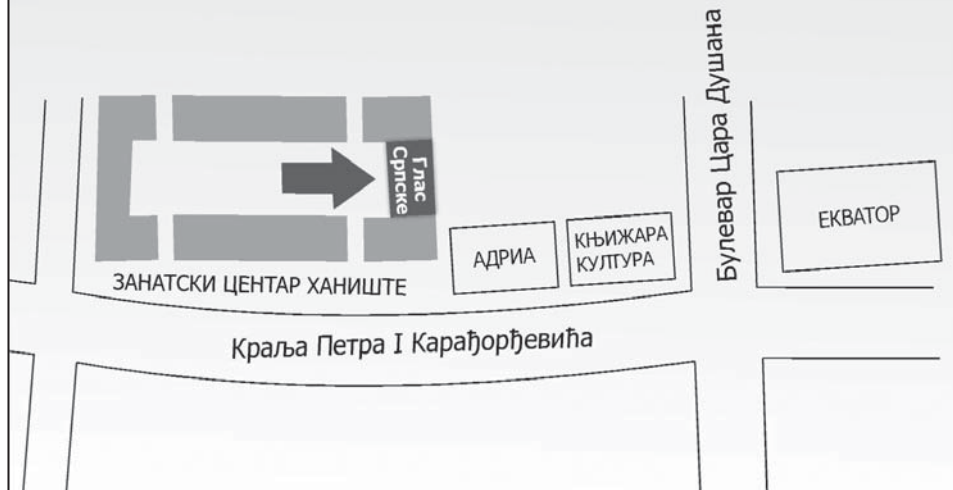 Булевар Цара Душана
Глас
Српске
ЕКВАТОР
АДРИА
КЊИЖАРА
КУЛТУРА
ЗАНАТСКИ ЦЕНТАР ХАНИШТЕ
Краља Петра I Карађорђевића